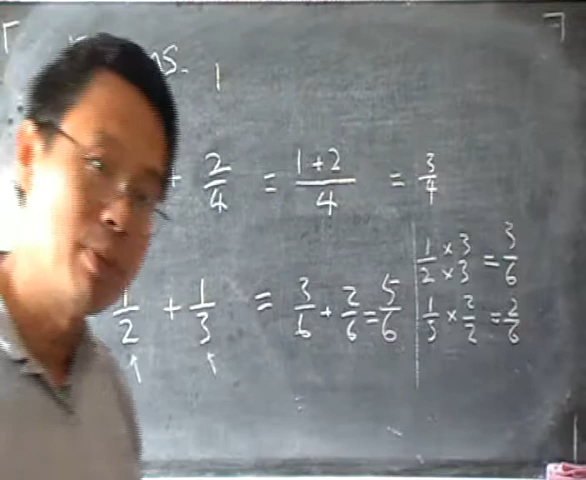 + 2/4 = (1+2)/4 = 3/4
1/2 + 1/3 = 3/6 + 2/6 = 5/6
1/2 × 3/3 = 3/6
1/3 × 2/2 = 2/6